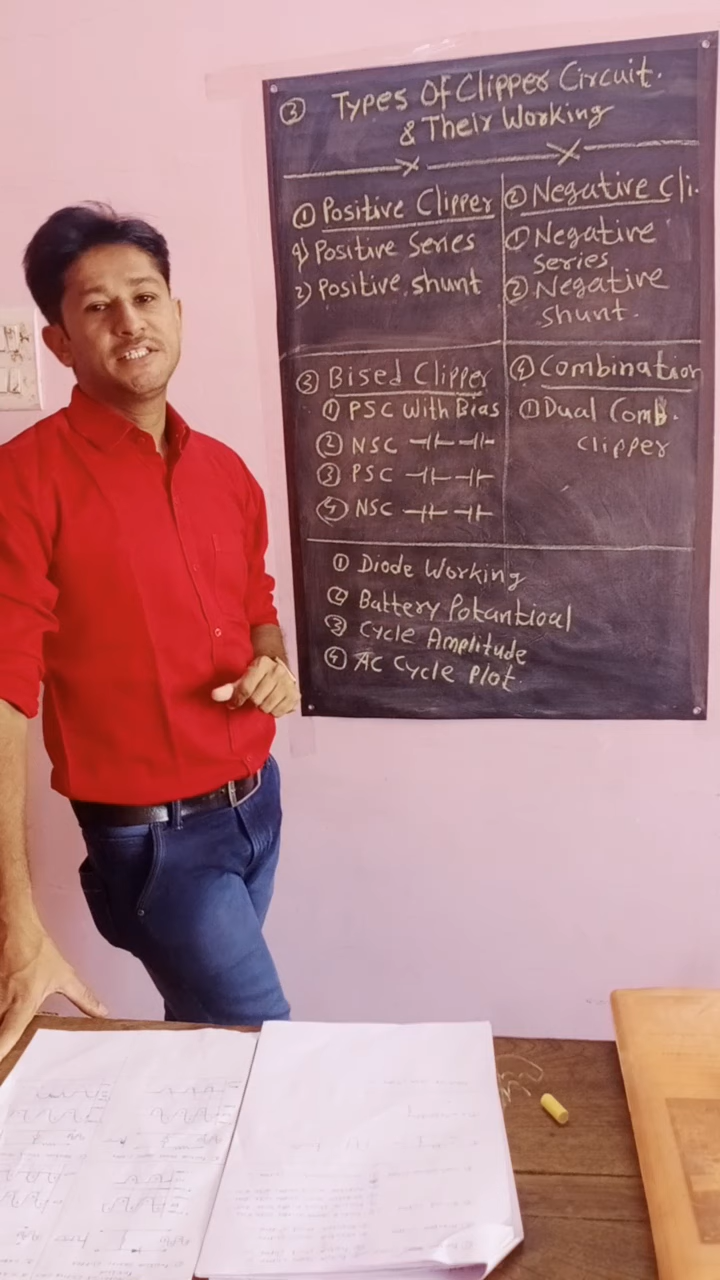 ③ Types Of Clipper Circuit.
& Their Working
① Positive Clipper
1) Positive Series
2) Positive shunt
② Negative Cli.
① Negative
series
② Negative
shunt.
③ Bised Clipper
① PSC With Bias
② NSC
③ PSC
④ NSC
④ Combination
① Dual Comb.
clipper
① Diode Working
② Battery Potantioal
③ Cycle Amplitude
④ AC Cycle Plot.